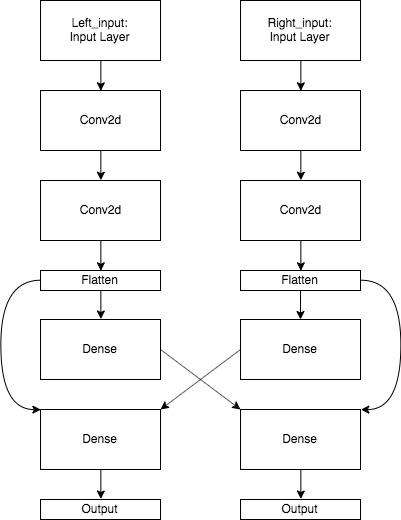 Left_input:
Input Layer
Right_input:
Input Layer
Conv2d
Conv2d
Conv2d
Conv2d
Flatten
Flatten
Dense
Dense
Dense
Dense
Output
Output